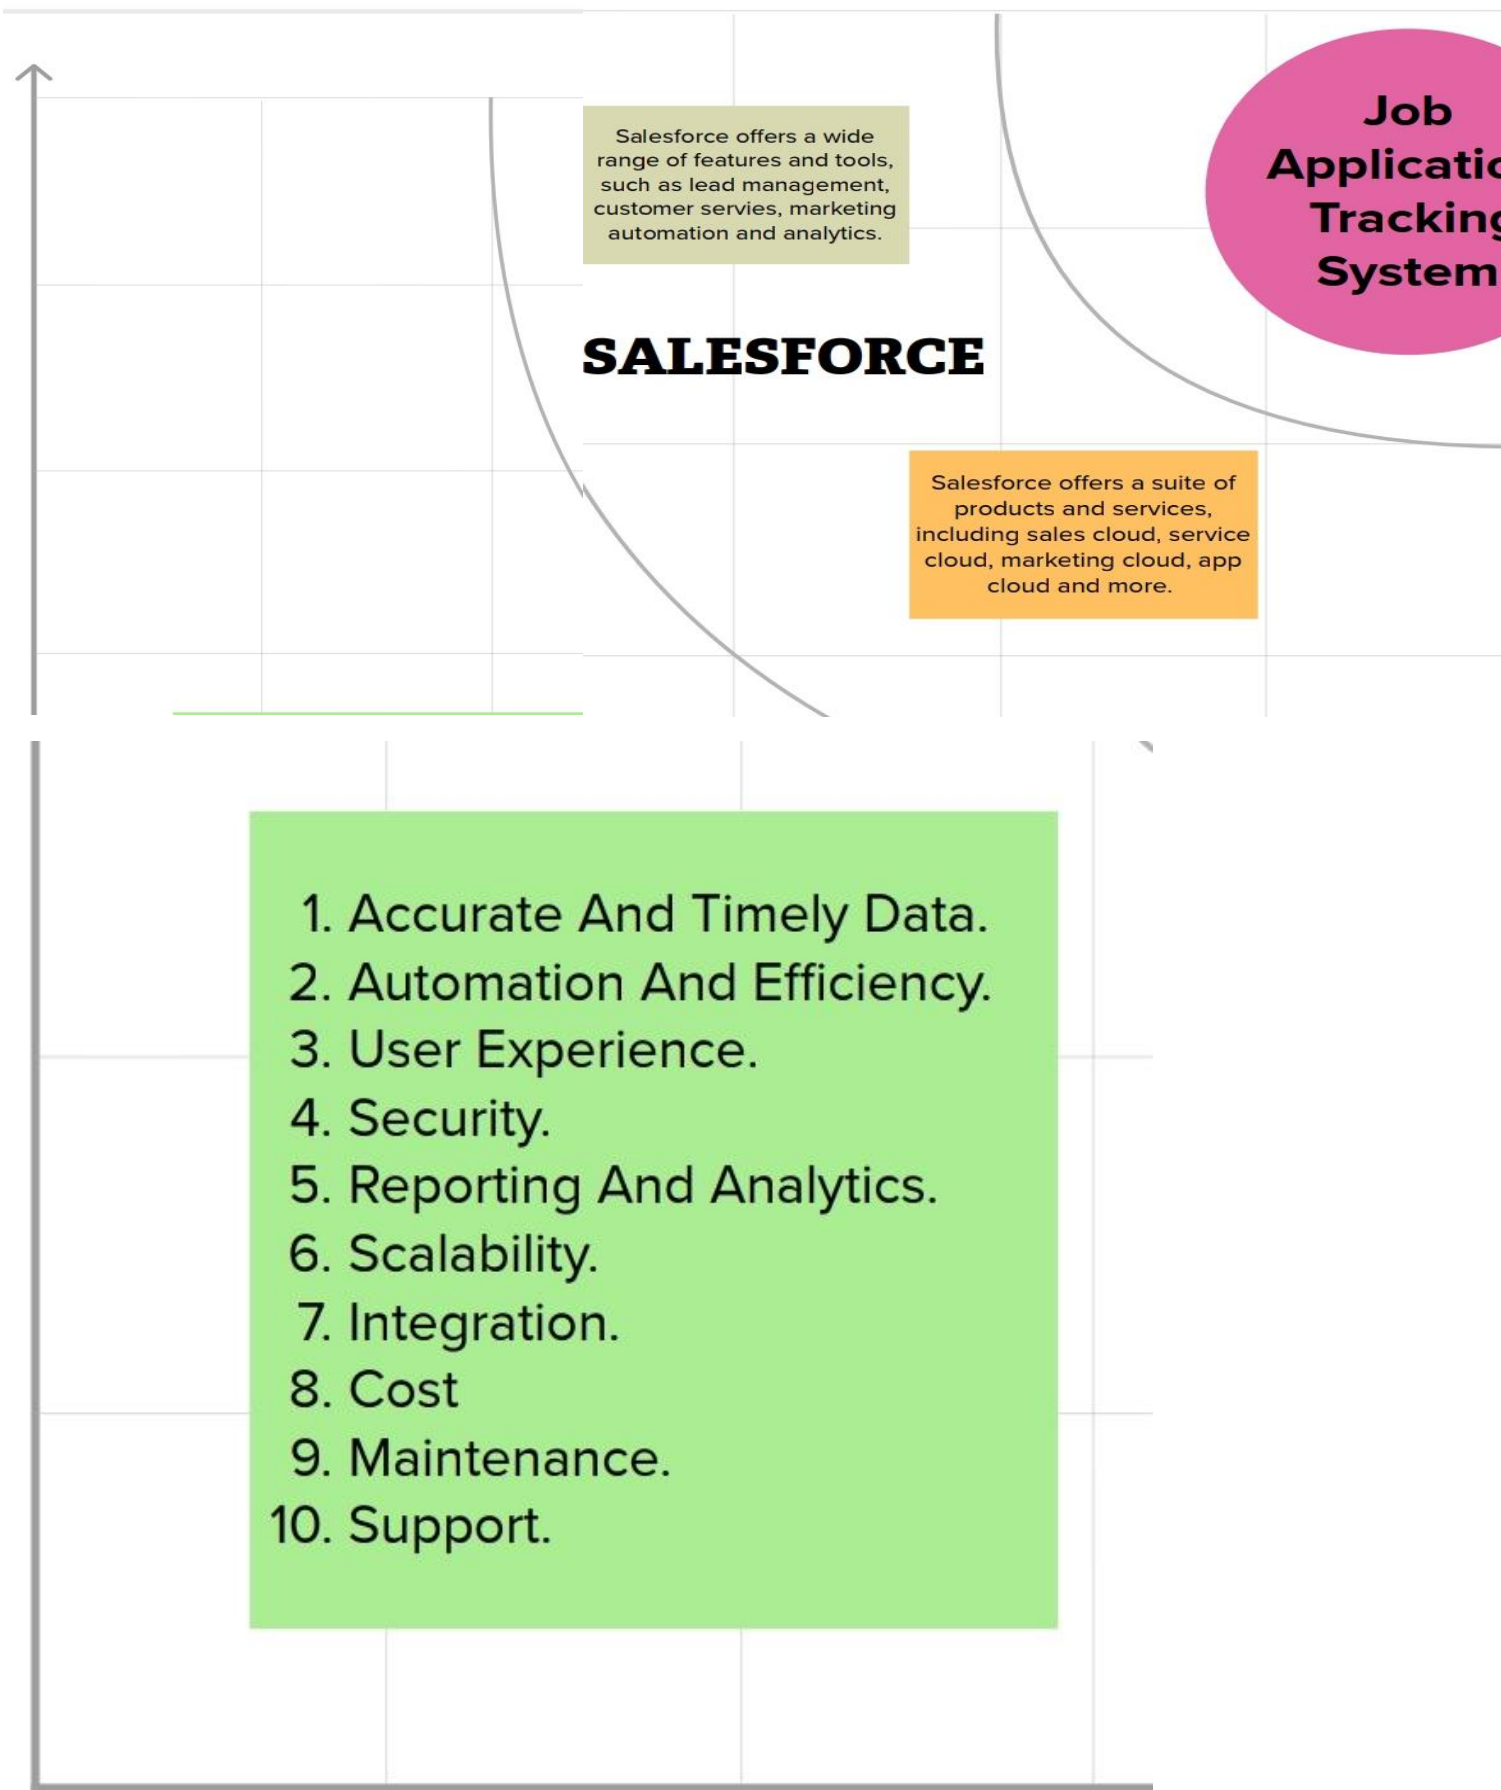 Job
Tracking
System
Salesforce offers a wide
range of features and tools,
such as lead management,
customer servies, marketing
automation and analytics.
SALESFORCE
Salesforce offers a suite of
products and services,
including sales cloud, service
cloud, marketing cloud, app
cloud and more.
1. Accurate And Timely Data.
2. Automation And Efficiency.
3. User Experience.
4. Security.
5. Reporting And Analytics.
6. Scalability.
7. Integration.
8. Cost
9. Maintenance.
10. Support.